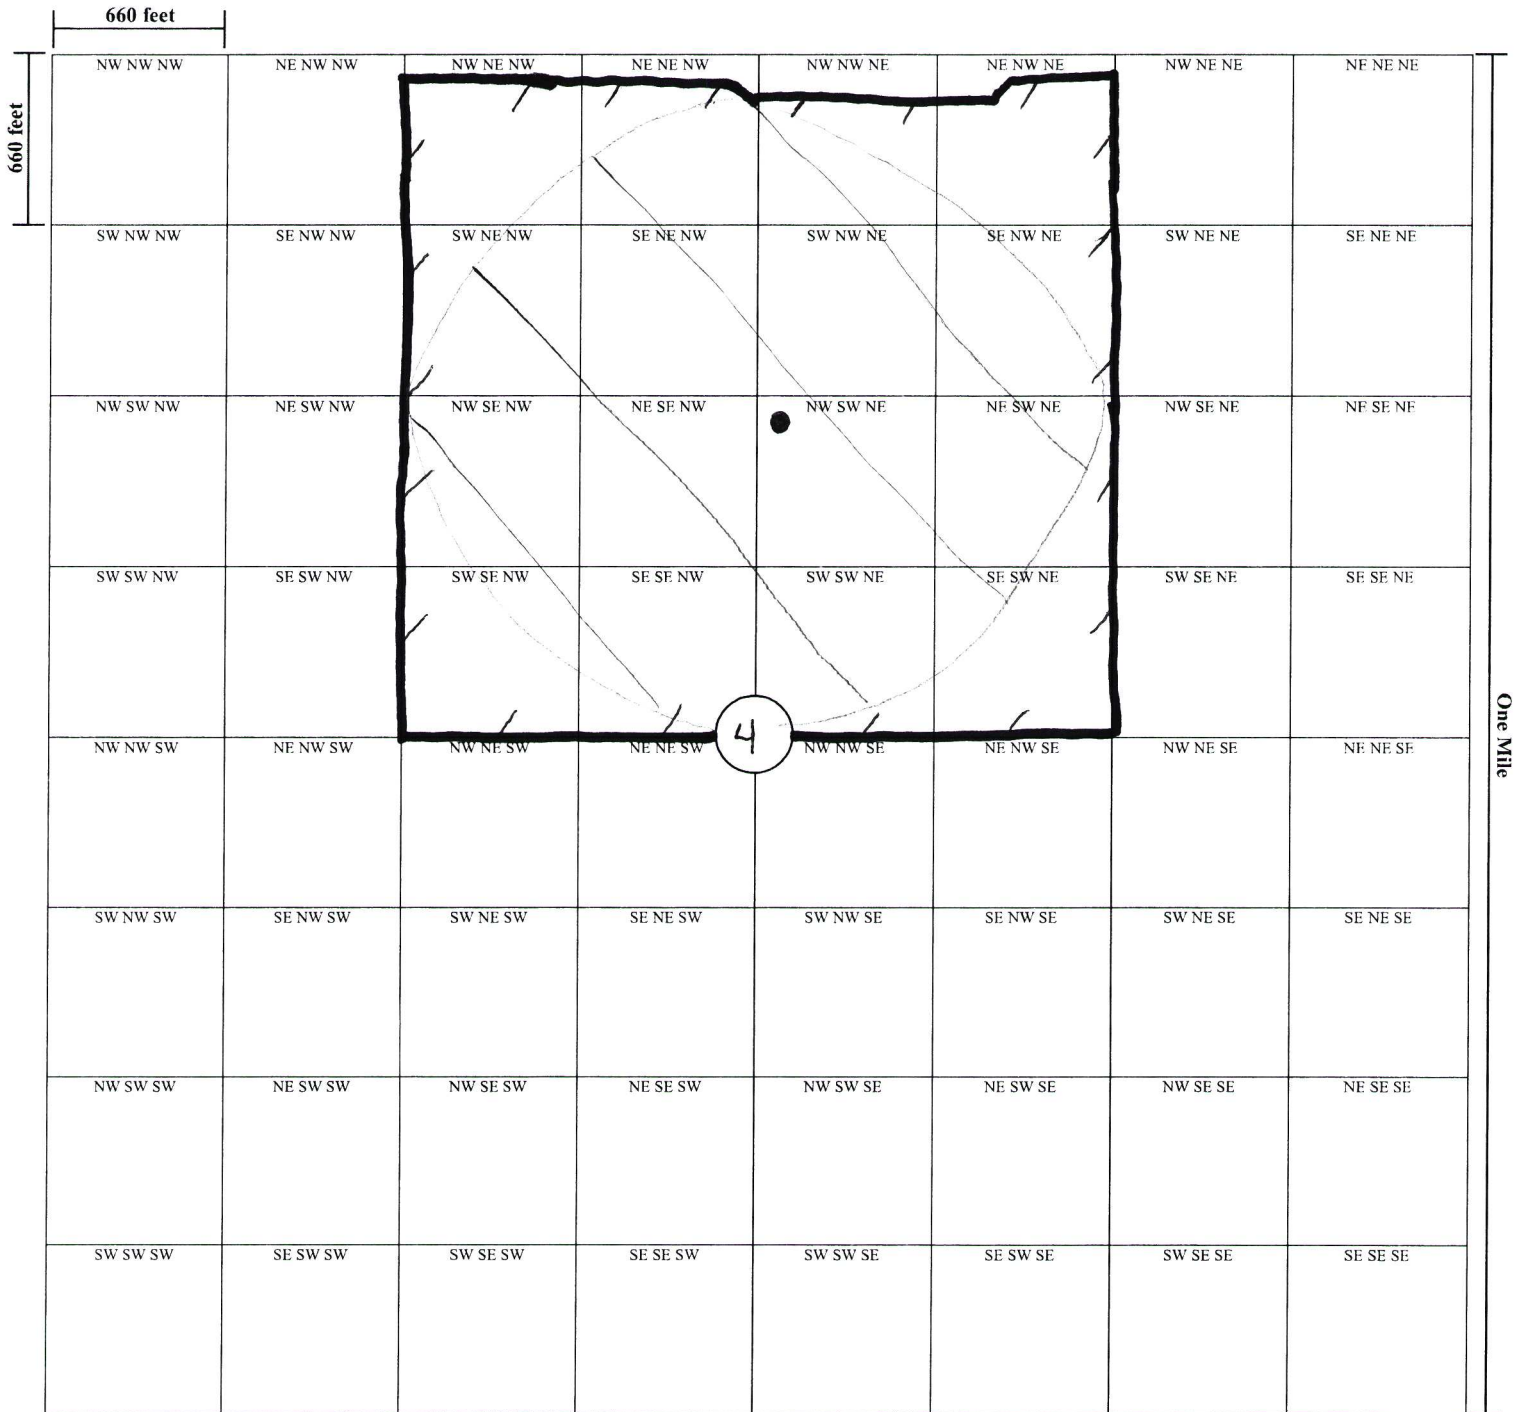 660 feet
660 feet
NW NW NW NE NW NW NW NE NW NE NE NW NW NW NE NE NW NE NW NE NE NE NE NE
SW NW NW SE NW NW SW NE NW SE NE NW SW NW NE SE NW NE SW NE NE SE NE NE
NW SW NW NE SW NW NW SE NW NE SE NW NW SW NE NE SW NE NW SE NE NE SE NE
SW SW NW SE SW NW SW SE NW SE SE NW SW SW NE SE SW NE SW SE NE SE SE NE
One Mile
4
NW NW SW NE NW SW NW NE SW NE NE SW NW NW SE NE NW SE NW NE SE NE NE SE
SW NW SW SE NW SW SW NE SW SE NE SW SW NW SE SE NW SE SW NE SE SE NE SE
NW SW SW NE SW SW NW SE SW NE SE SW NW SW SE NE SW SE NW SE SE NE SE SE
SW SW SW SE SW SW SW SE SW SE SE SW SW SW SE SE SW SE SW SE SE SE SE SE